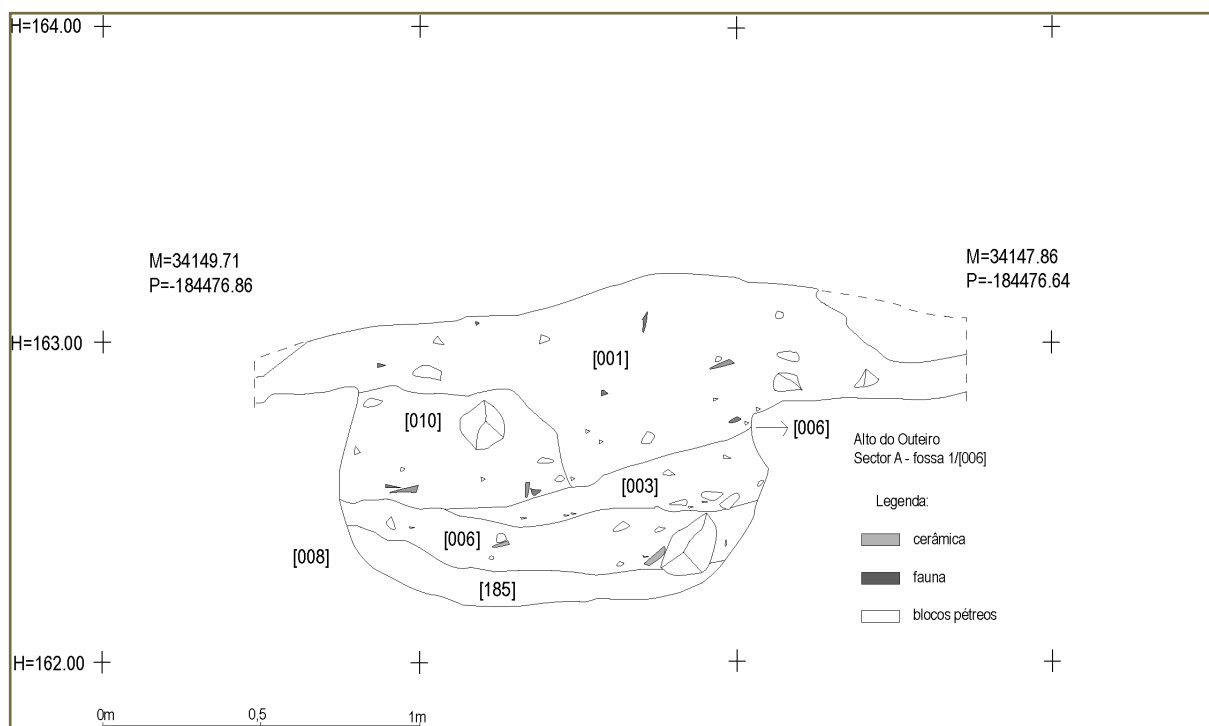 H=164.00
M=34149.71
P=-184476.86
M=34147.86
P=-184476.64
H=163.00
[001]
[010]
[006]
Alto do Outeiro
Sector A - fossa 1/[006]
[003]
Legenda:
[006]
cerâmica
[008]
fauna
[185]
blocos pétreos
H=162.00
0m
0,5
1m